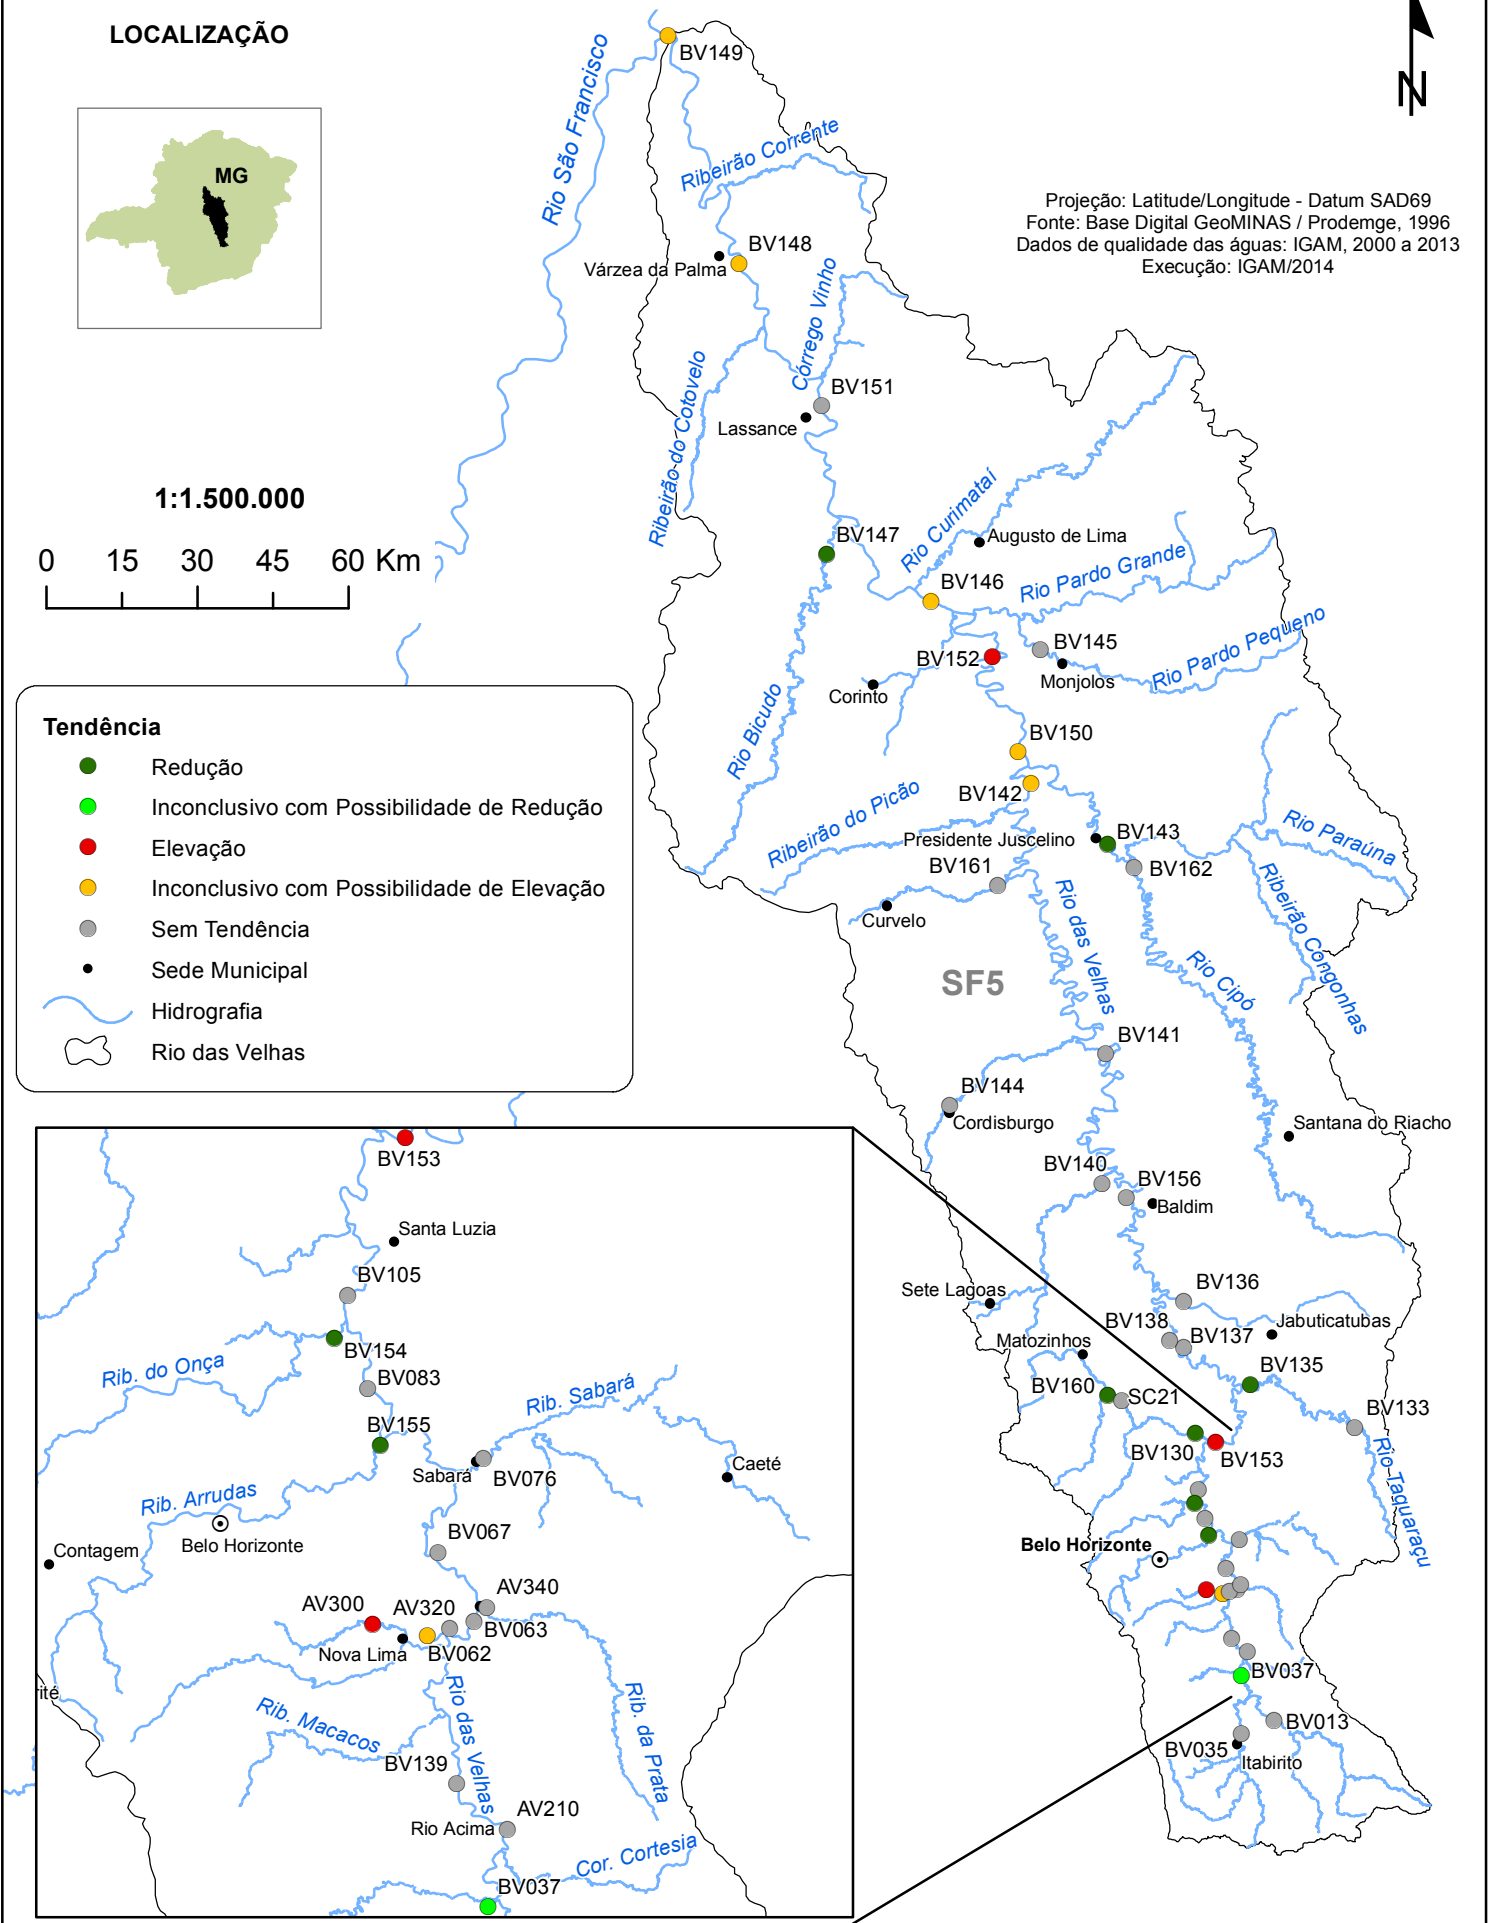 LOCALIZAÇÃO
MG
N
Projeção: Latitude/Longitude - Datum SAD69
Fonte: Base Digital GeoMINAS / Prodemge, 1996
Dados de qualidade das águas: IGAM, 2000 a 2013
Execução: IGAM/2014
1:1.500.000
0 15 30 45 60 Km
Tendência
Redução
Inconclusivo com Possibilidade de Redução
Elevação
Inconclusivo com Possibilidade de Elevação
Sem Tendência
Sede Municipal
Hidrografia
Rio das Velhas
BV149
Rio São Francisco
Ribeirão Corrente
BV148
Várzea da Palma
Córrego Vinho
Ribeirão do Cotovelo
BV151
Lassance
BV147
Rio Curimataí
Augusto de Lima
BV146
Rio Pardo Grande
BV145
BV152
Monjolos
Rio Pardo Pequeno
Corinto
Rio Bicudo
BV150
BV142
Ribeirão do Picão
Presidente Juscelino
BV143
Rio Paraúna
BV161
BV162
Curvelo
Rio das Velhas
Ribeirão Congonhas
SF5
Rio Cipó
BV141
BV144
Cordisburgo
Santana do Riacho
BV140
BV156
Baldim
Sete Lagoas
BV136
BV138
BV137
Jabuticatubas
Matozinhos
BV135
BV160
SC21
BV133
BV130
BV153
Rio Taquaraçu
Belo Horizonte
BV037
BV013
BV035
Itabirito
BV153
Santa Luzia
BV105
BV154
Rib. do Onça
BV083
Rib. Sabará
BV155
Sabará
BV076
Caeté
Rib. Arrudas
Belo Horizonte
BV067
Contagem
AV340
AV300
AV320
BV063
Nova Lima
BV062
rité
Rib. Macacos
Rio das Velhas
Rib. da Prata
BV139
AV210
Rio Acima
Cor. Cortesia
BV037